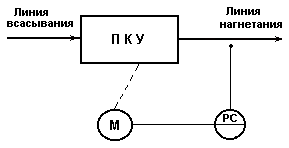 Линия
всасывания
П К У
Линия
нагнетания
М
РС